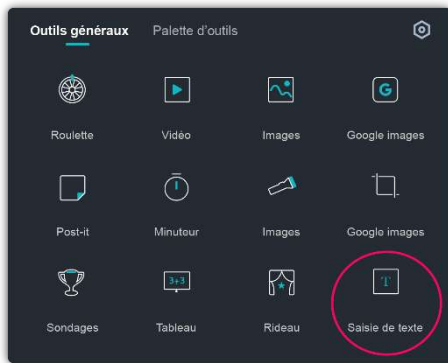 Outils généraux Palette d'outils
G
Roulette Vidéo Images Google images
Post-it Minuteur Images Google images
3+3 T
Sondages Tableau Rideau Saisie de texte